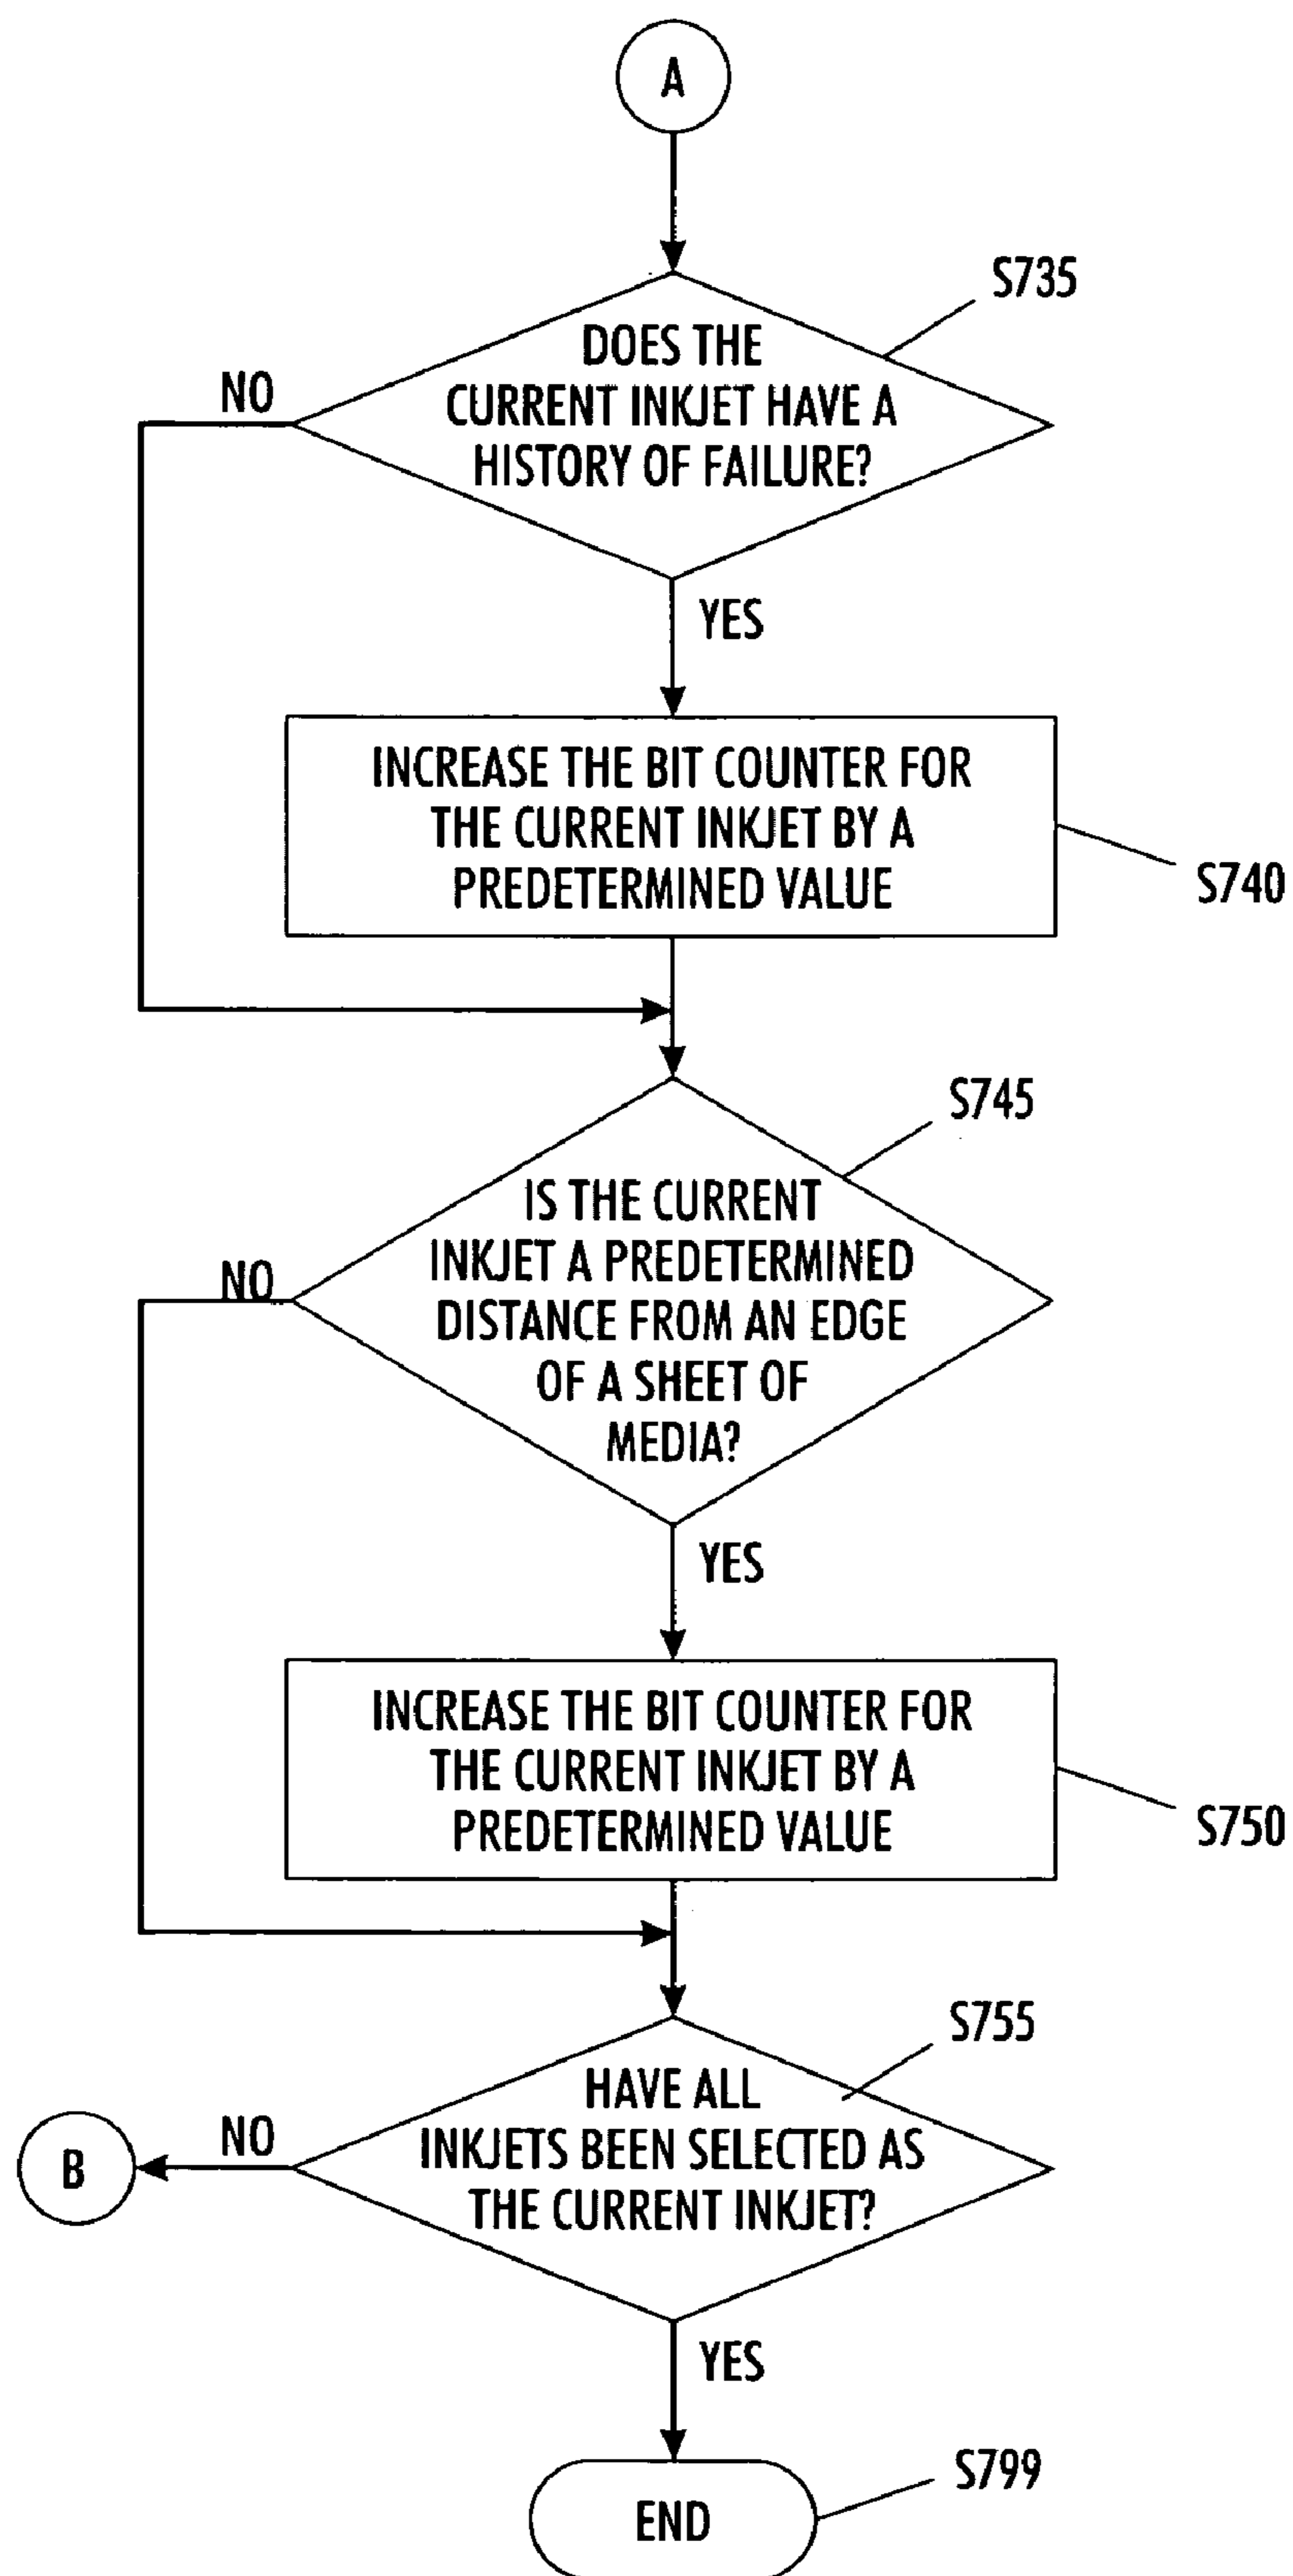 A
S735
DOES THE
CURRENT INKJET HAVE A
HISTORY OF FAILURE?
NO
YES
INCREASE THE BIT COUNTER FOR
THE CURRENT INKJET BY A
PREDETERMINED VALUE
S740
S745
IS THE CURRENT
INKJET A PREDETERMINED
DISTANCE FROM AN EDGE
OF A SHEET OF
MEDIA?
NO
YES
INCREASE THE BIT COUNTER FOR
THE CURRENT INKJET BY A
PREDETERMINED VALUE
S750
S755
HAVE ALL
INKJETS BEEN SELECTED AS
THE CURRENT INKJET?
NO
B
YES
S799
END